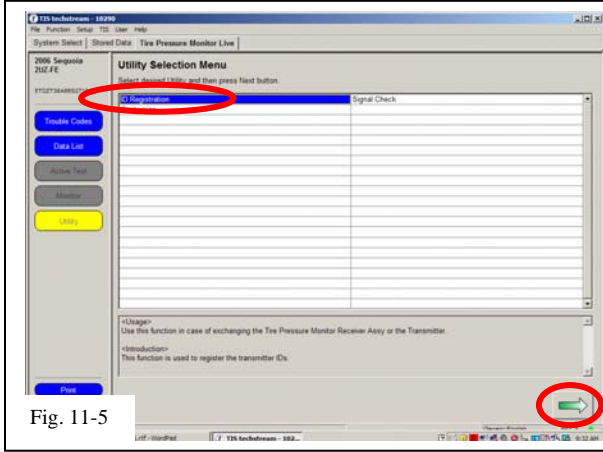 TIS techstream - 10290
File Function Setup TIS User Help
System Select Stored Data Tire Pressure Monitor Live
2006 Sequoia
2UZ-FE
Utility Selection Menu
Select desired Utility and then press Next button.
ID Registration Signal Check
Trouble Codes
Data List
Active Test
Monitor
Utility
<Usage>
Use this function in case of exchanging the Tire Pressure Monitor Receiver Assy or the Transmitter.
<Introduction>
This function is used to register the transmitter IDs.
Print
Fig. 11-5
.rtf - WordPad TIS techstream - 102... 9:32 AM